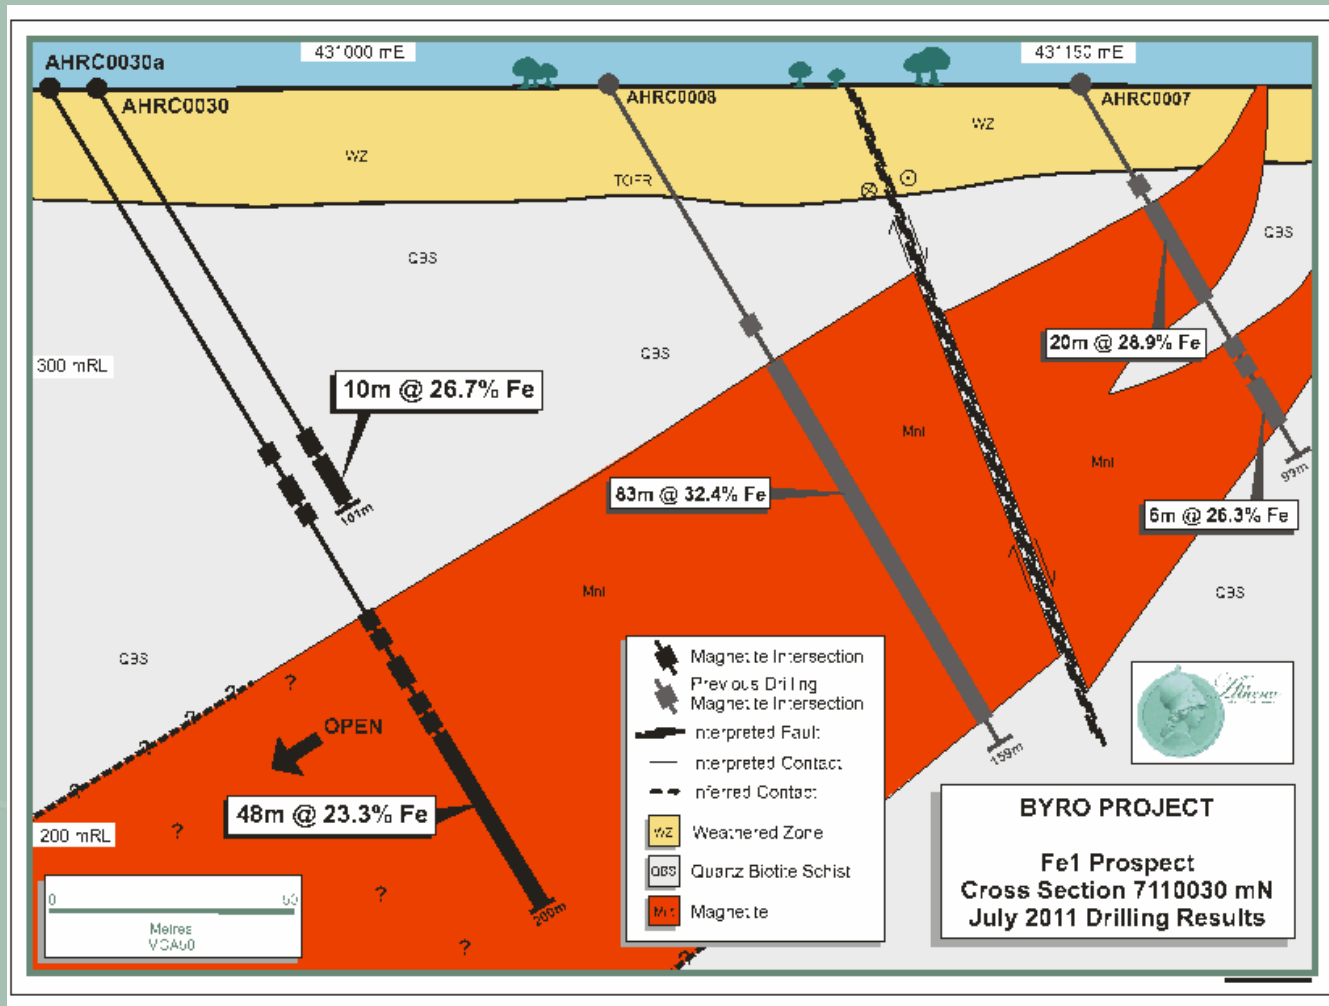 431000 mE
431150 mE
AHRC0030a
AHRC0030
AHRC0008
AHRC0007
WZ
WZ
TOFR
QBS
QBS
QBS
300 mRL
20m @ 28.9% Fe
10m @ 26.7% Fe
Mnt
Mnt
99m
83m @ 32.4% Fe
6m @ 26.3% Fe
101m
Mnt
QBS
QBS
?
?
?
?
?
OPEN
159m
48m @ 23.3% Fe
200 mRL
?
?
?
?
200m
0 50
Metres
Magnetite Intersection
Previous Drilling
Magnetite Intersection
Interpreted Fault
Interpreted Contact
Inferred Contact
WZ Weathered Zone
QBS Quartz Biotite Schist
Mnt Magnetite
Athena
BYRO PROJECT
Fe1 Prospect
Cross Section 7110030 mN
July 2011 Drilling Results